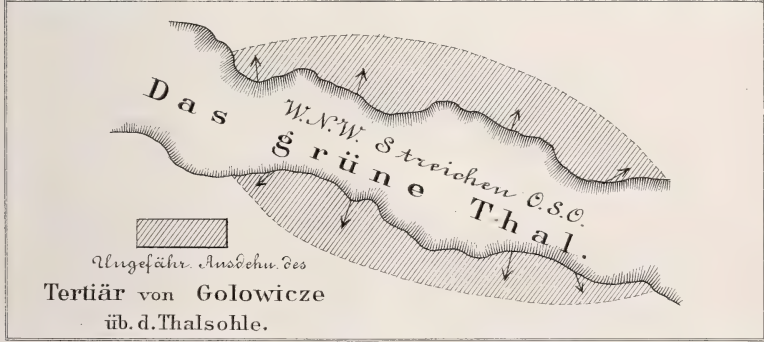 Das grüne Thal.
W.N.W. Streichen O.S.O.
Ungefähr. Ausdehn. des
Tertiär von Golowicze
üb. d. Thalsohle.